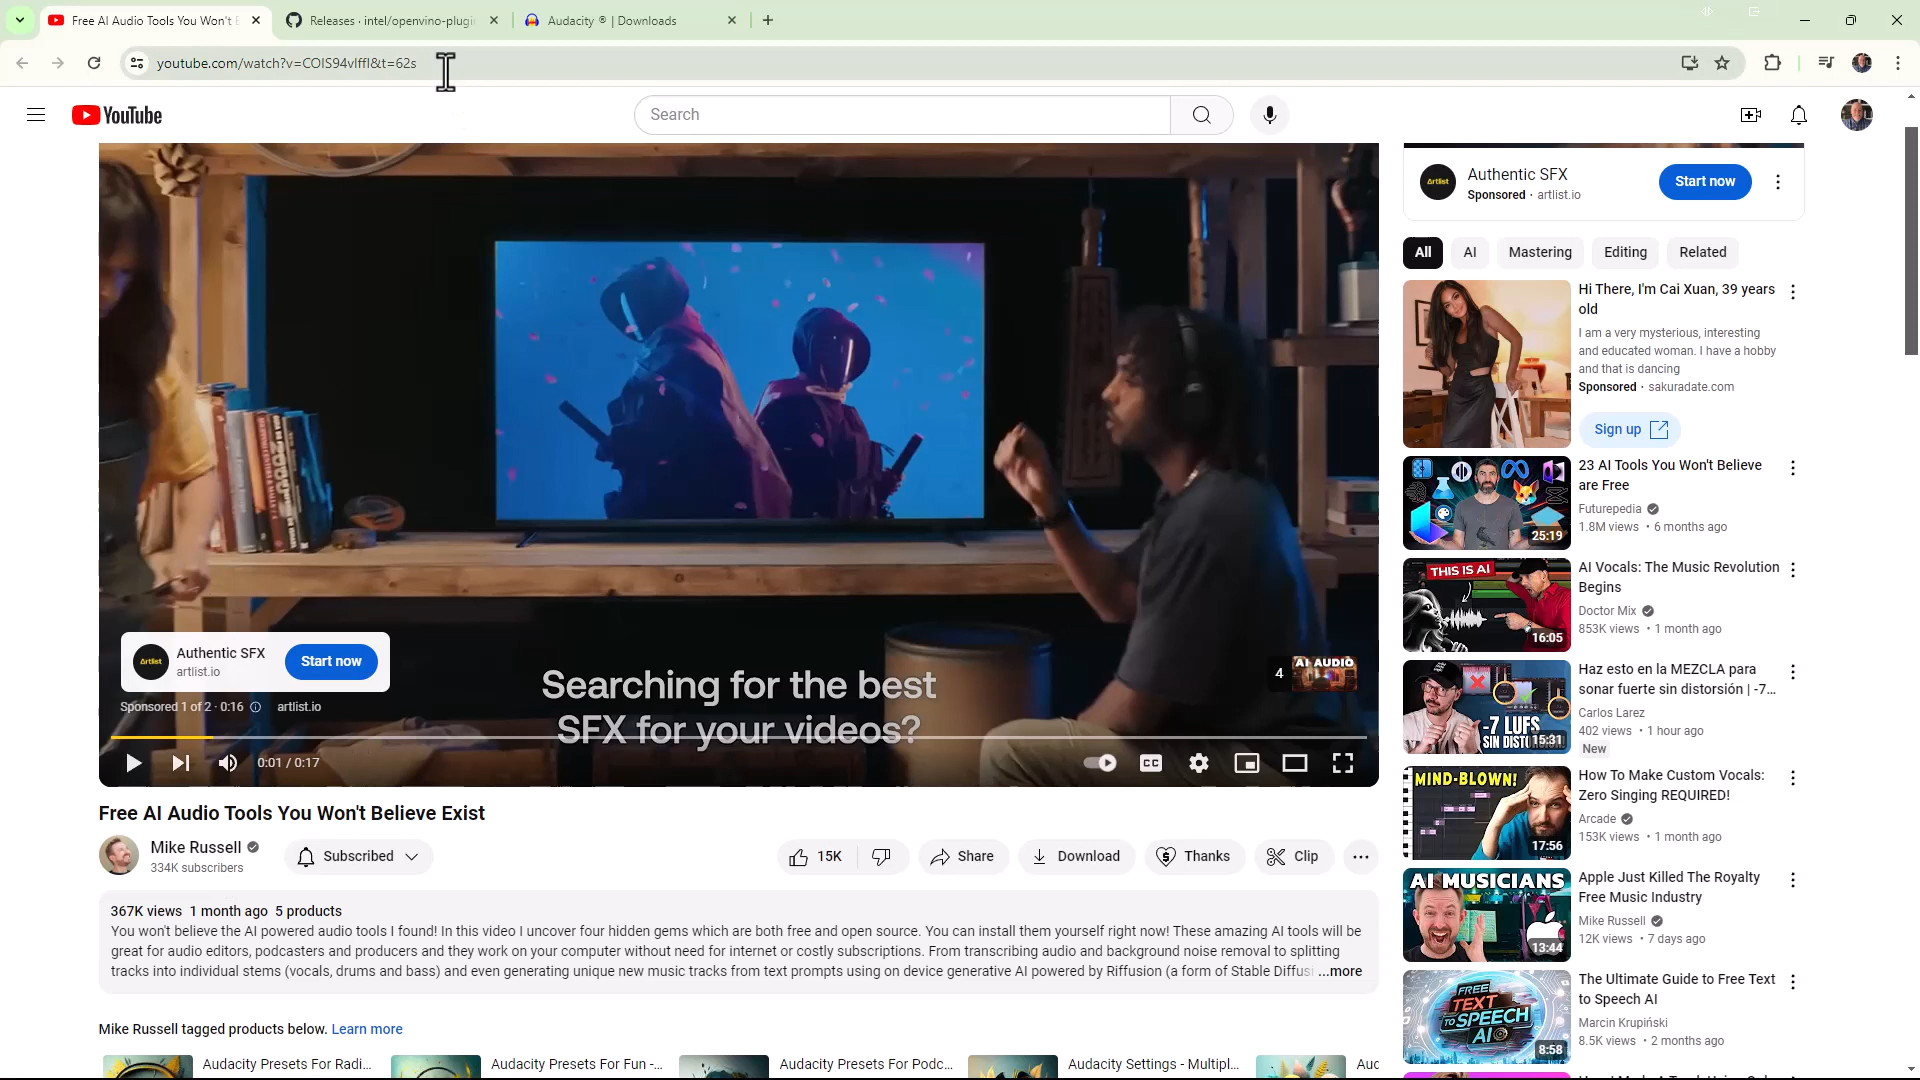 Free AI Audio Tools You Won't E
Releases · intel/openvino-plugi
Audacity ® | Downloads
youtube.com/watch?v=COIS94vlffI&t=62s
YouTube
Search
Authentic SFX
Sponsored · artlist.io
Start now
All
AI
Mastering
Editing
Related
Hi There, I'm Cai Xuan, 39 years
old
I am a very mysterious, interesting
and educated woman. I have a hobby
and that is dancing
Sponsored · sakuradate.com
Sign up
23 AI Tools You Won't Believe
are Free
Futurepedia
1.8M views · 6 months ago
25:19
THIS IS AI
AI Vocals: The Music Revolution
Begins
Doctor Mix
853K views · 1 month ago
16:05
Haz esto en la MEZCLA para
sonar fuerte sin distorsión | -7...
Carlos Larez
402 views · 1 hour ago
New
-7 LUFS
15:31
MIND-BLOWN!
How To Make Custom Vocals:
Zero Singing REQUIRED!
Arcade
153K views · 1 month ago
17:56
AI MUSICIANS
Apple Just Killed The Royalty
Free Music Industry
Mike Russell
12K views · 7 days ago
13:44
FREE
TEXT
TO SPEECH
AI
The Ultimate Guide to Free Text
to Speech AI
Marcin Krupiński
8.5K views · 2 months ago
8:58
Artlist
Authentic SFX
artlist.io
Start now
Searching for the best
SFX for your videos?
4
AI AUDIO
Sponsored 1 of 2 · 0:16
artlist.io
0:01 / 0:17
Free AI Audio Tools You Won't Believe Exist
Mike Russell
334K subscribers
Subscribed
15K
Share
Download
Thanks
Clip
367K views 1 month ago 5 products
You won't believe the AI powered audio tools I found! In this video I uncover four hidden gems which are both free and open source. You can install them yourself right now! These amazing AI tools will be
great for audio editors, podcasters and producers and they work on your computer without need for internet or costly subscriptions. From transcribing audio and background noise removal to splitting
tracks into individual stems (vocals, drums and bass) and even generating unique new music tracks from text prompts using on device generative AI powered by Riffusion (a form of Stable Diffusi ...more
Mike Russell tagged products below. Learn more
Audacity Presets For Radi...
Audacity Presets For Fun -...
Audacity Presets For Podc...
Audacity Settings - Multipl...
Auc